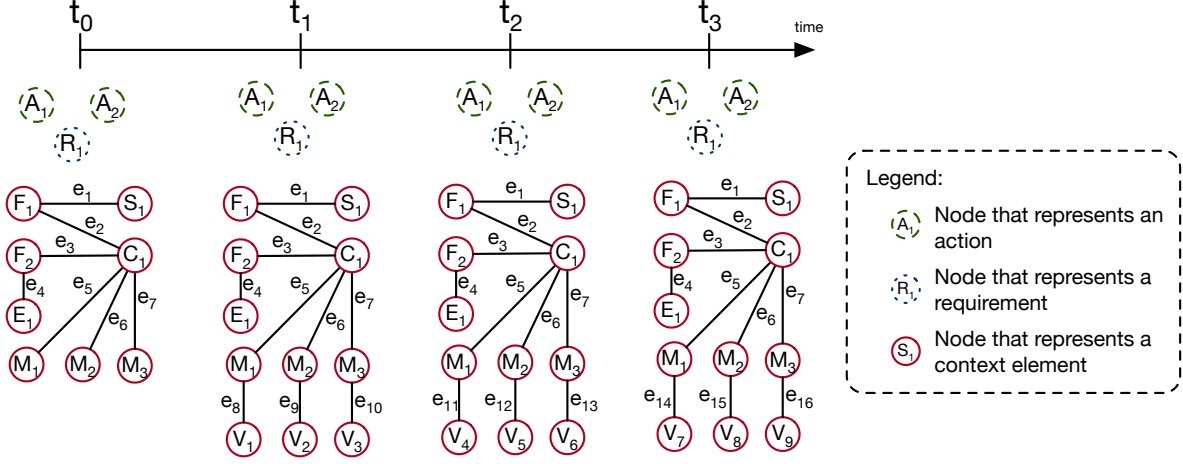 t0 t1 t2 t3 time
A1 A2 A1 A2 A1 A2 A1 A2
R1 R1 R1 R1
F1 e1 S1 F1 e1 S1 F1 e1 S1 F1 e1 S1
e2 e2 e2 e2
F2 e3 C1 F2 e3 C1 F2 e3 C1 F2 e3 C1
e4 e5 e7 e4 e5 e7 e4 e5 e7 e4 e5 e7
E1 e6 E1 e6 E1 e6 E1 e6
M1 M2 M3 M1 M2 M3 M1 M2 M3 M1 M2 M3
e8 e9 e10 e11 e12 e13 e14 e15 e16
V1 V2 V3 V4 V5 V6 V7 V8 V9
Legend:
A1 Node that represents an
action
R1 Node that represents a
requirement
S1 Node that represents a
context element